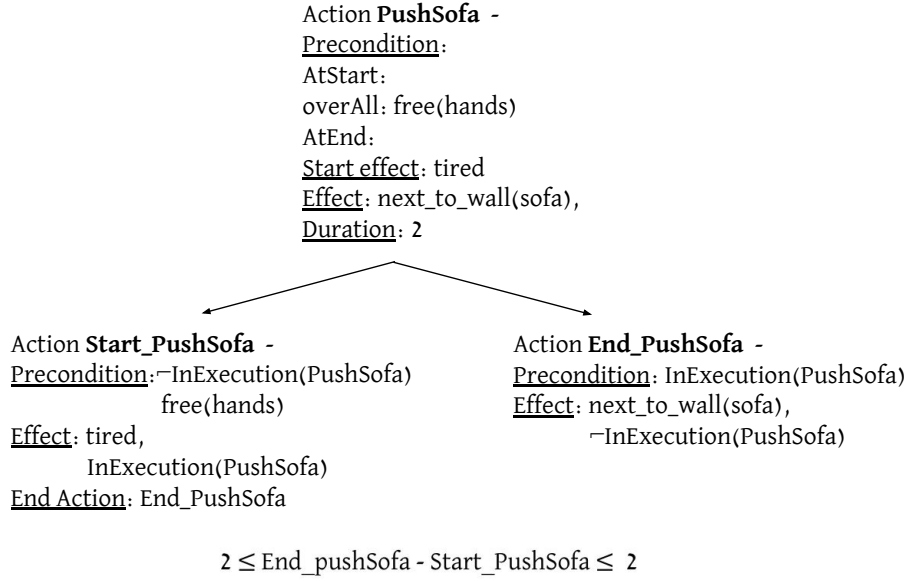 Action PushSofa -
Precondition:
AtStart:
overAll: free(hands)
AtEnd:
Start effect: tired
Effect: next_to_wall(sofa),
Duration: 2
Action Start_PushSofa -
Precondition:¬InExecution(PushSofa)
free(hands)
Effect: tired,
InExecution(PushSofa)
End Action: End_PushSofa
Action End_PushSofa -
Precondition: InExecution(PushSofa)
Effect: next_to_wall(sofa),
¬InExecution(PushSofa)
2 ≤ End_pushSofa - Start_PushSofa ≤ 2